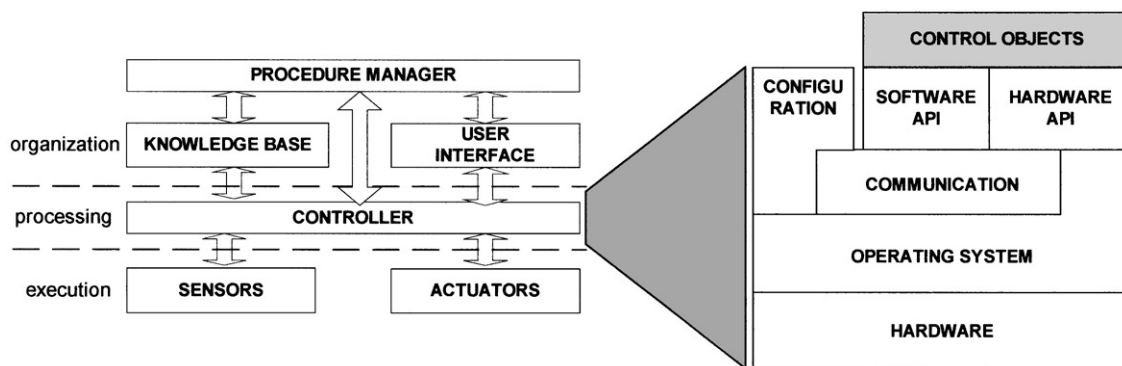 PROCEDURE MANAGER
organization
KNOWLEDGE BASE
USER
INTERFACE
processing
CONTROLLER
execution
SENSORS
ACTUATORS
CONTROL OBJECTS
CONFIGU
RATION
SOFTWARE
API
HARDWARE
API
COMMUNICATION
OPERATING SYSTEM
HARDWARE